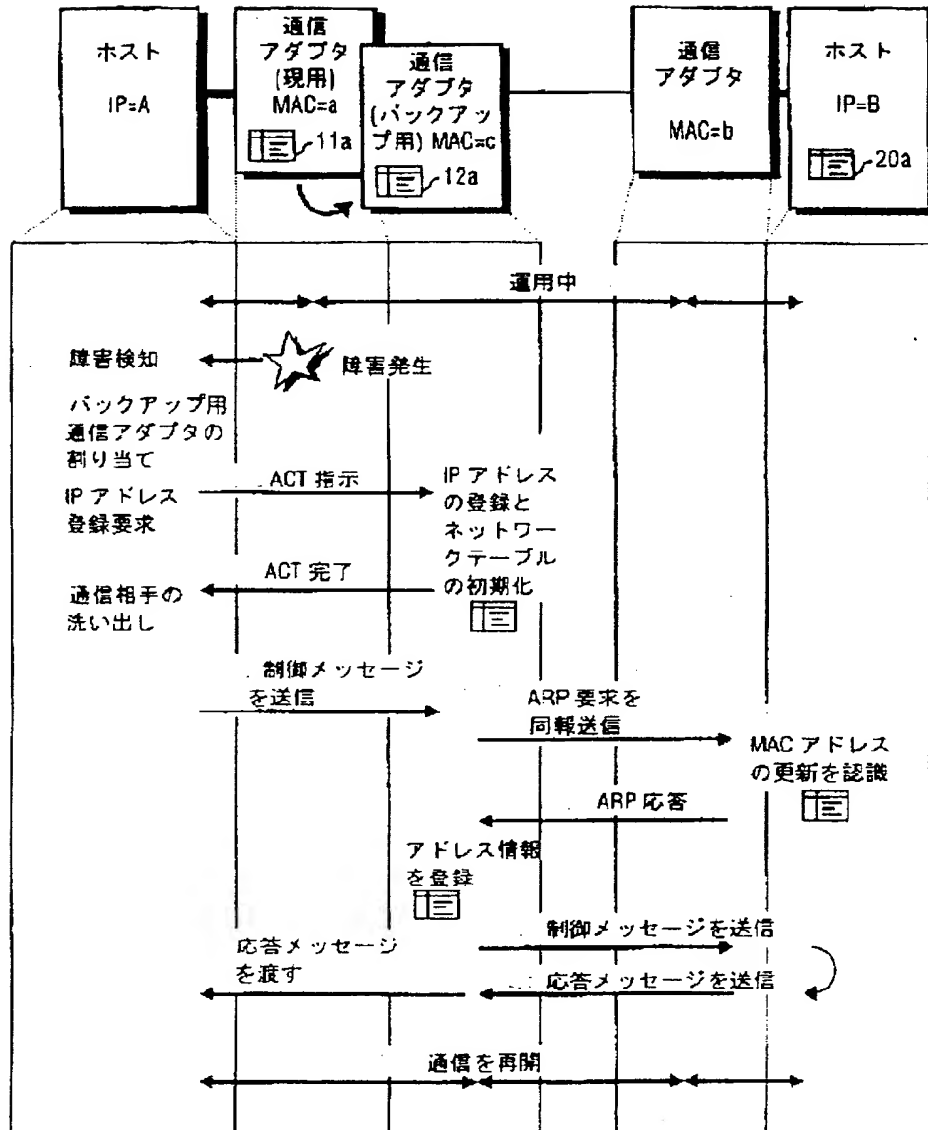 ホスト
IP=A
通信
アダプタ
(現用)
MAC=a
11a
通信
アダプタ
(バックアッ
プ用) MAC=c
12a
通信
アダプタ
MAC=b
ホスト
IP=B
20a
運用中
障害検知
障害発生
バックアップ用
通信アダプタの
割り当て
IP アドレス
登録要求
ACT 指示
IP アドレス
の登録と
ネットワー
クテーブル
の初期化
ACT 完了
通信相手の
洗い出し
制御メッセージ
を送信
ARP 要求を
同報送信
MAC アドレス
の更新を認識
ARP 応答
アドレス情報
を登録
制御メッセージを送信
応答メッセージ
を渡す
応答メッセージを送信
通信を再開